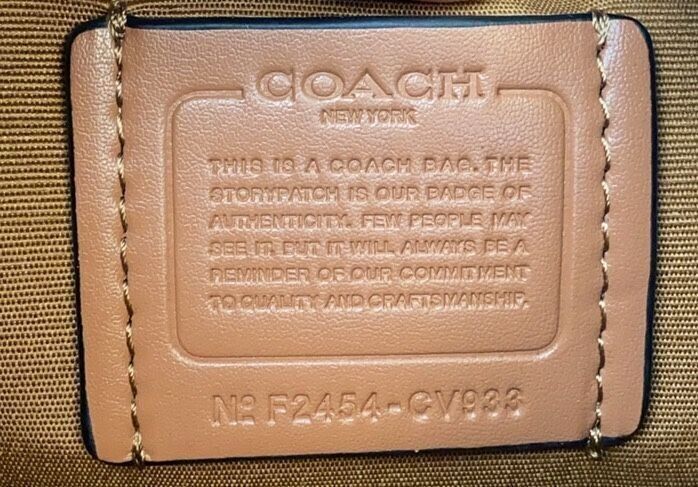 COACH
NEW YORK
THIS IS A COACH BAG. THE
STORYPATCH IS OUR BADGE OF
AUTHENTICITY. FEW PEOPLE MAY
SEE IT. BUT IT WILL ALWAYS BE A
REMINDER OF OUR COMMITMENT
TO QUALITY AND CRAFTSMANSHIP.
Nº F2454-CV933